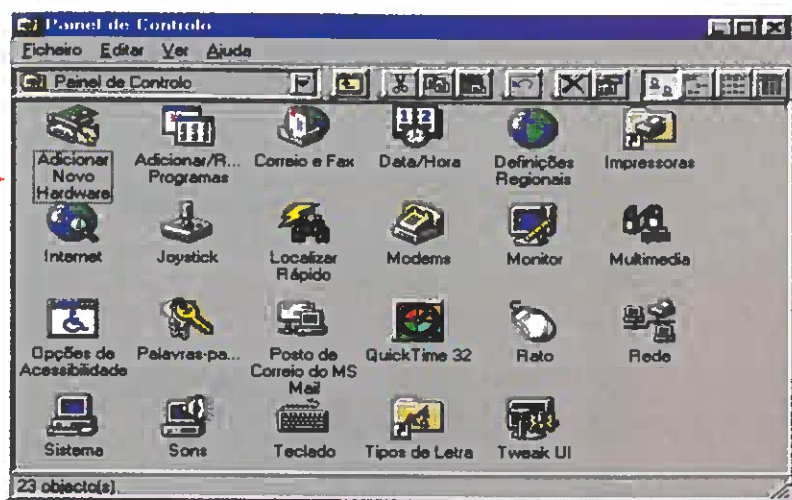 Painel de Controlo
Ficheiro Editar Ver Ajuda
Painel de Controlo
Adicionar Novo Hardware
Adicionar/R... Programas
Correio e Fax
Data/Hora
Definições Regionais
Impressoras
Internet
Joystick
Localizar Rápido
Modems
Monitor
Multimedia
Opções de Acessibilidade
Palavras-pa...
Posto de Correio do MS Mail
QuickTime 32
Rato
Rede
Sistema
Sons
Teclado
Tipos de Letra
Tweak UI
23 objecto(s).